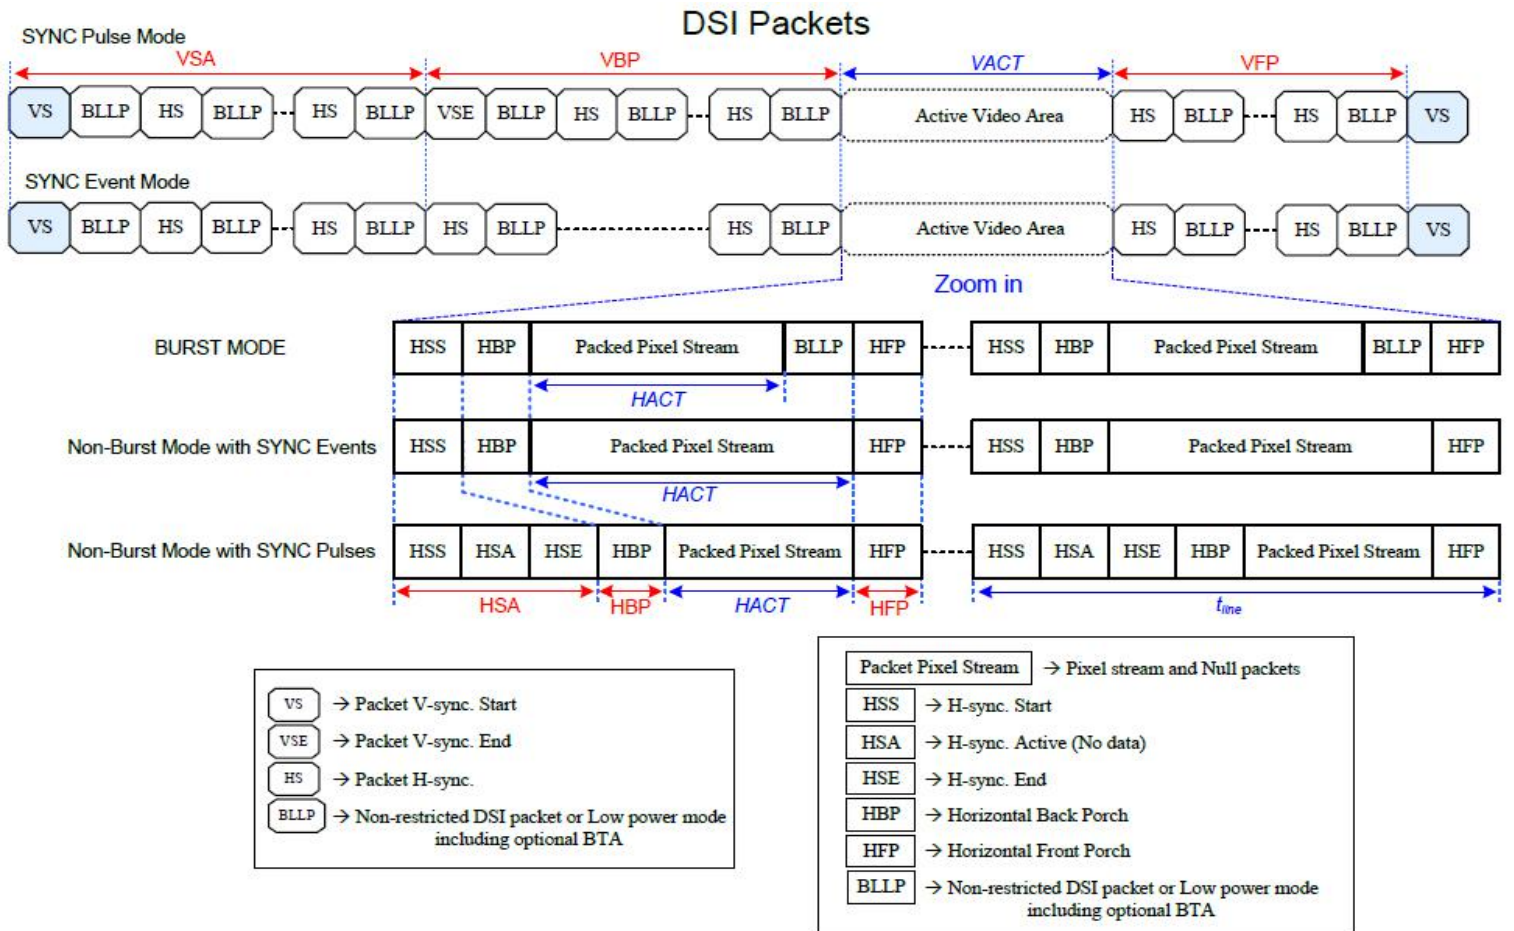 DSI Packets
SYNC Pulse Mode
VSA VBP VACT VFP
VS BLLP HS BLLP HS BLLP VSE BLLP HS BLLP HS BLLP Active Video Area HS BLLP HS BLLP VS
SYNC Event Mode
VS BLLP HS BLLP HS BLLP HS BLLP HS BLLP Active Video Area HS BLLP HS BLLP VS
Zoom in
BURST MODE HSS HBP Packed Pixel Stream BLLP HFP HSS HBP Packed Pixel Stream BLLP HFP
HACT
Non-Burst Mode with SYNC Events HSS HBP Packed Pixel Stream HFP HSS HBP Packed Pixel Stream HFP
HACT
Non-Burst Mode with SYNC Pulses HSS HSA HSE HBP Packed Pixel Stream HFP HSS HSA HSE HBP Packed Pixel Stream HFP
HSA HBP HACT HFP tline
VS → Packet V-sync. Start
VSE → Packet V-sync. End
HS → Packet H-sync.
BLLP → Non-restricted DSI packet or Low power mode
including optional BTA
Packet Pixel Stream → Pixel stream and Null packets
HSS → H-sync. Start
HSA → H-sync. Active (No data)
HSE → H-sync. End
HBP → Horizontal Back Porch
HFP → Horizontal Front Porch
BLLP → Non-restricted DSI packet or Low power mode
including optional BTA